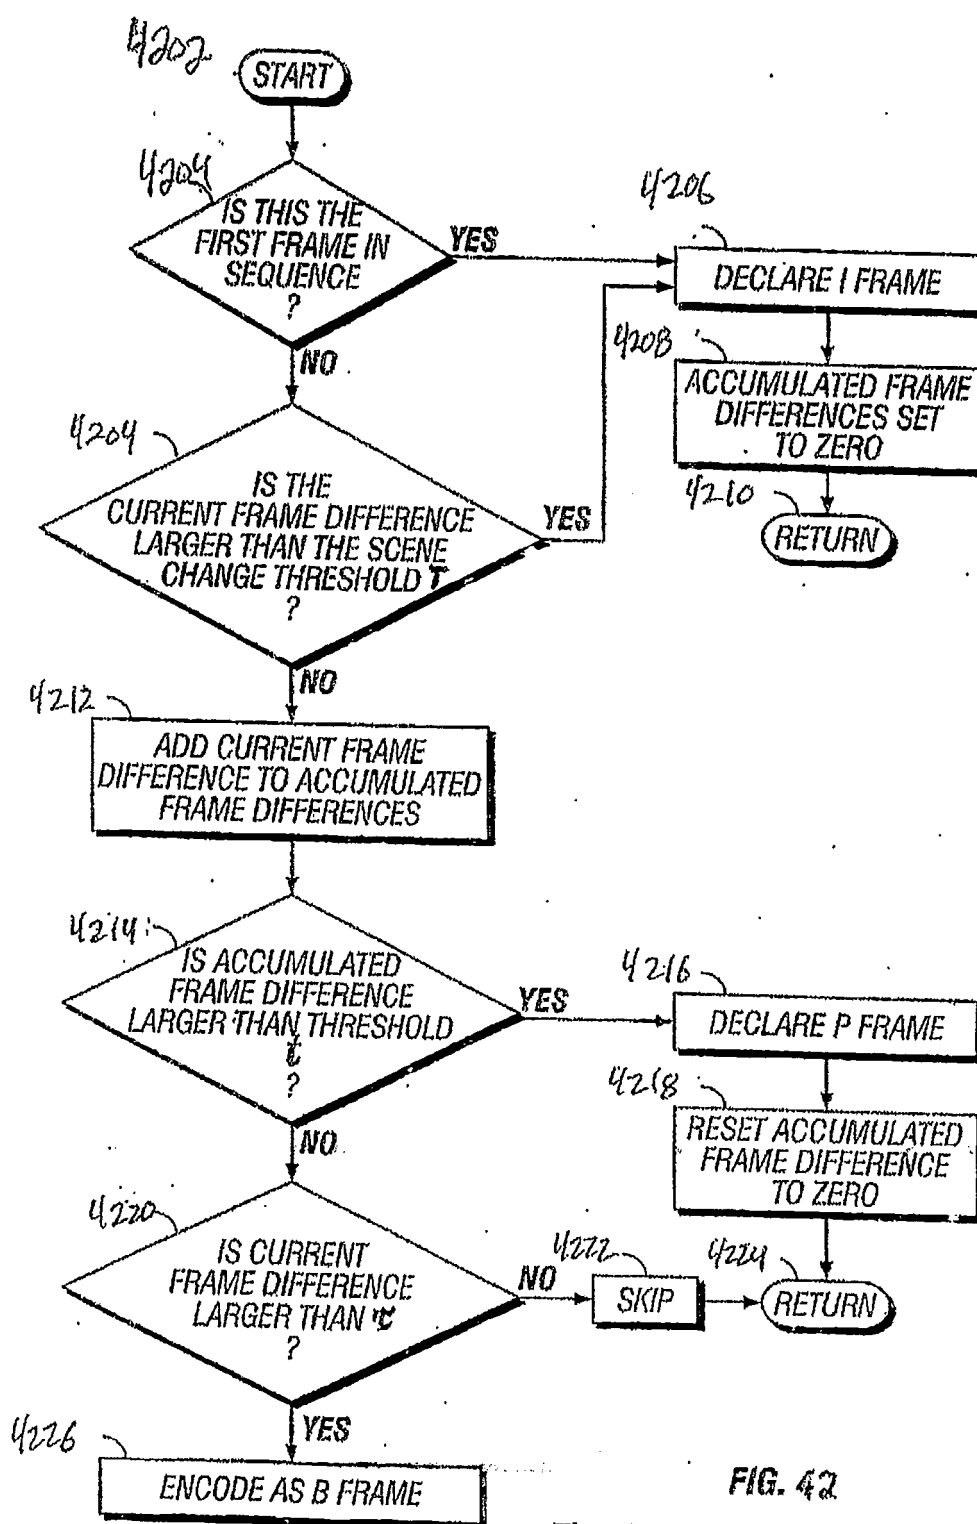 4202
START
4204
IS THIS THE
FIRST FRAME IN
SEQUENCE
?
YES
NO
4206
DECLARE I FRAME
4208
ACCUMULATED FRAME
DIFFERENCES SET
TO ZERO
4210
RETURN
4204
IS THE
CURRENT FRAME DIFFERENCE
LARGER THAN THE SCENE
CHANGE THRESHOLD T
?
YES
NO
4212
ADD CURRENT FRAME
DIFFERENCE TO ACCUMULATED
FRAME DIFFERENCES
4214
IS ACCUMULATED
FRAME DIFFERENCE
LARGER THAN THRESHOLD
?
YES
NO
4216
DECLARE P FRAME
4218
RESET ACCUMULATED
FRAME DIFFERENCE
TO ZERO
4220
IS CURRENT
FRAME DIFFERENCE
LARGER THAN
?
NO
YES
4222
SKIP
4224
RETURN
4226
ENCODE AS B FRAME
FIG. 42